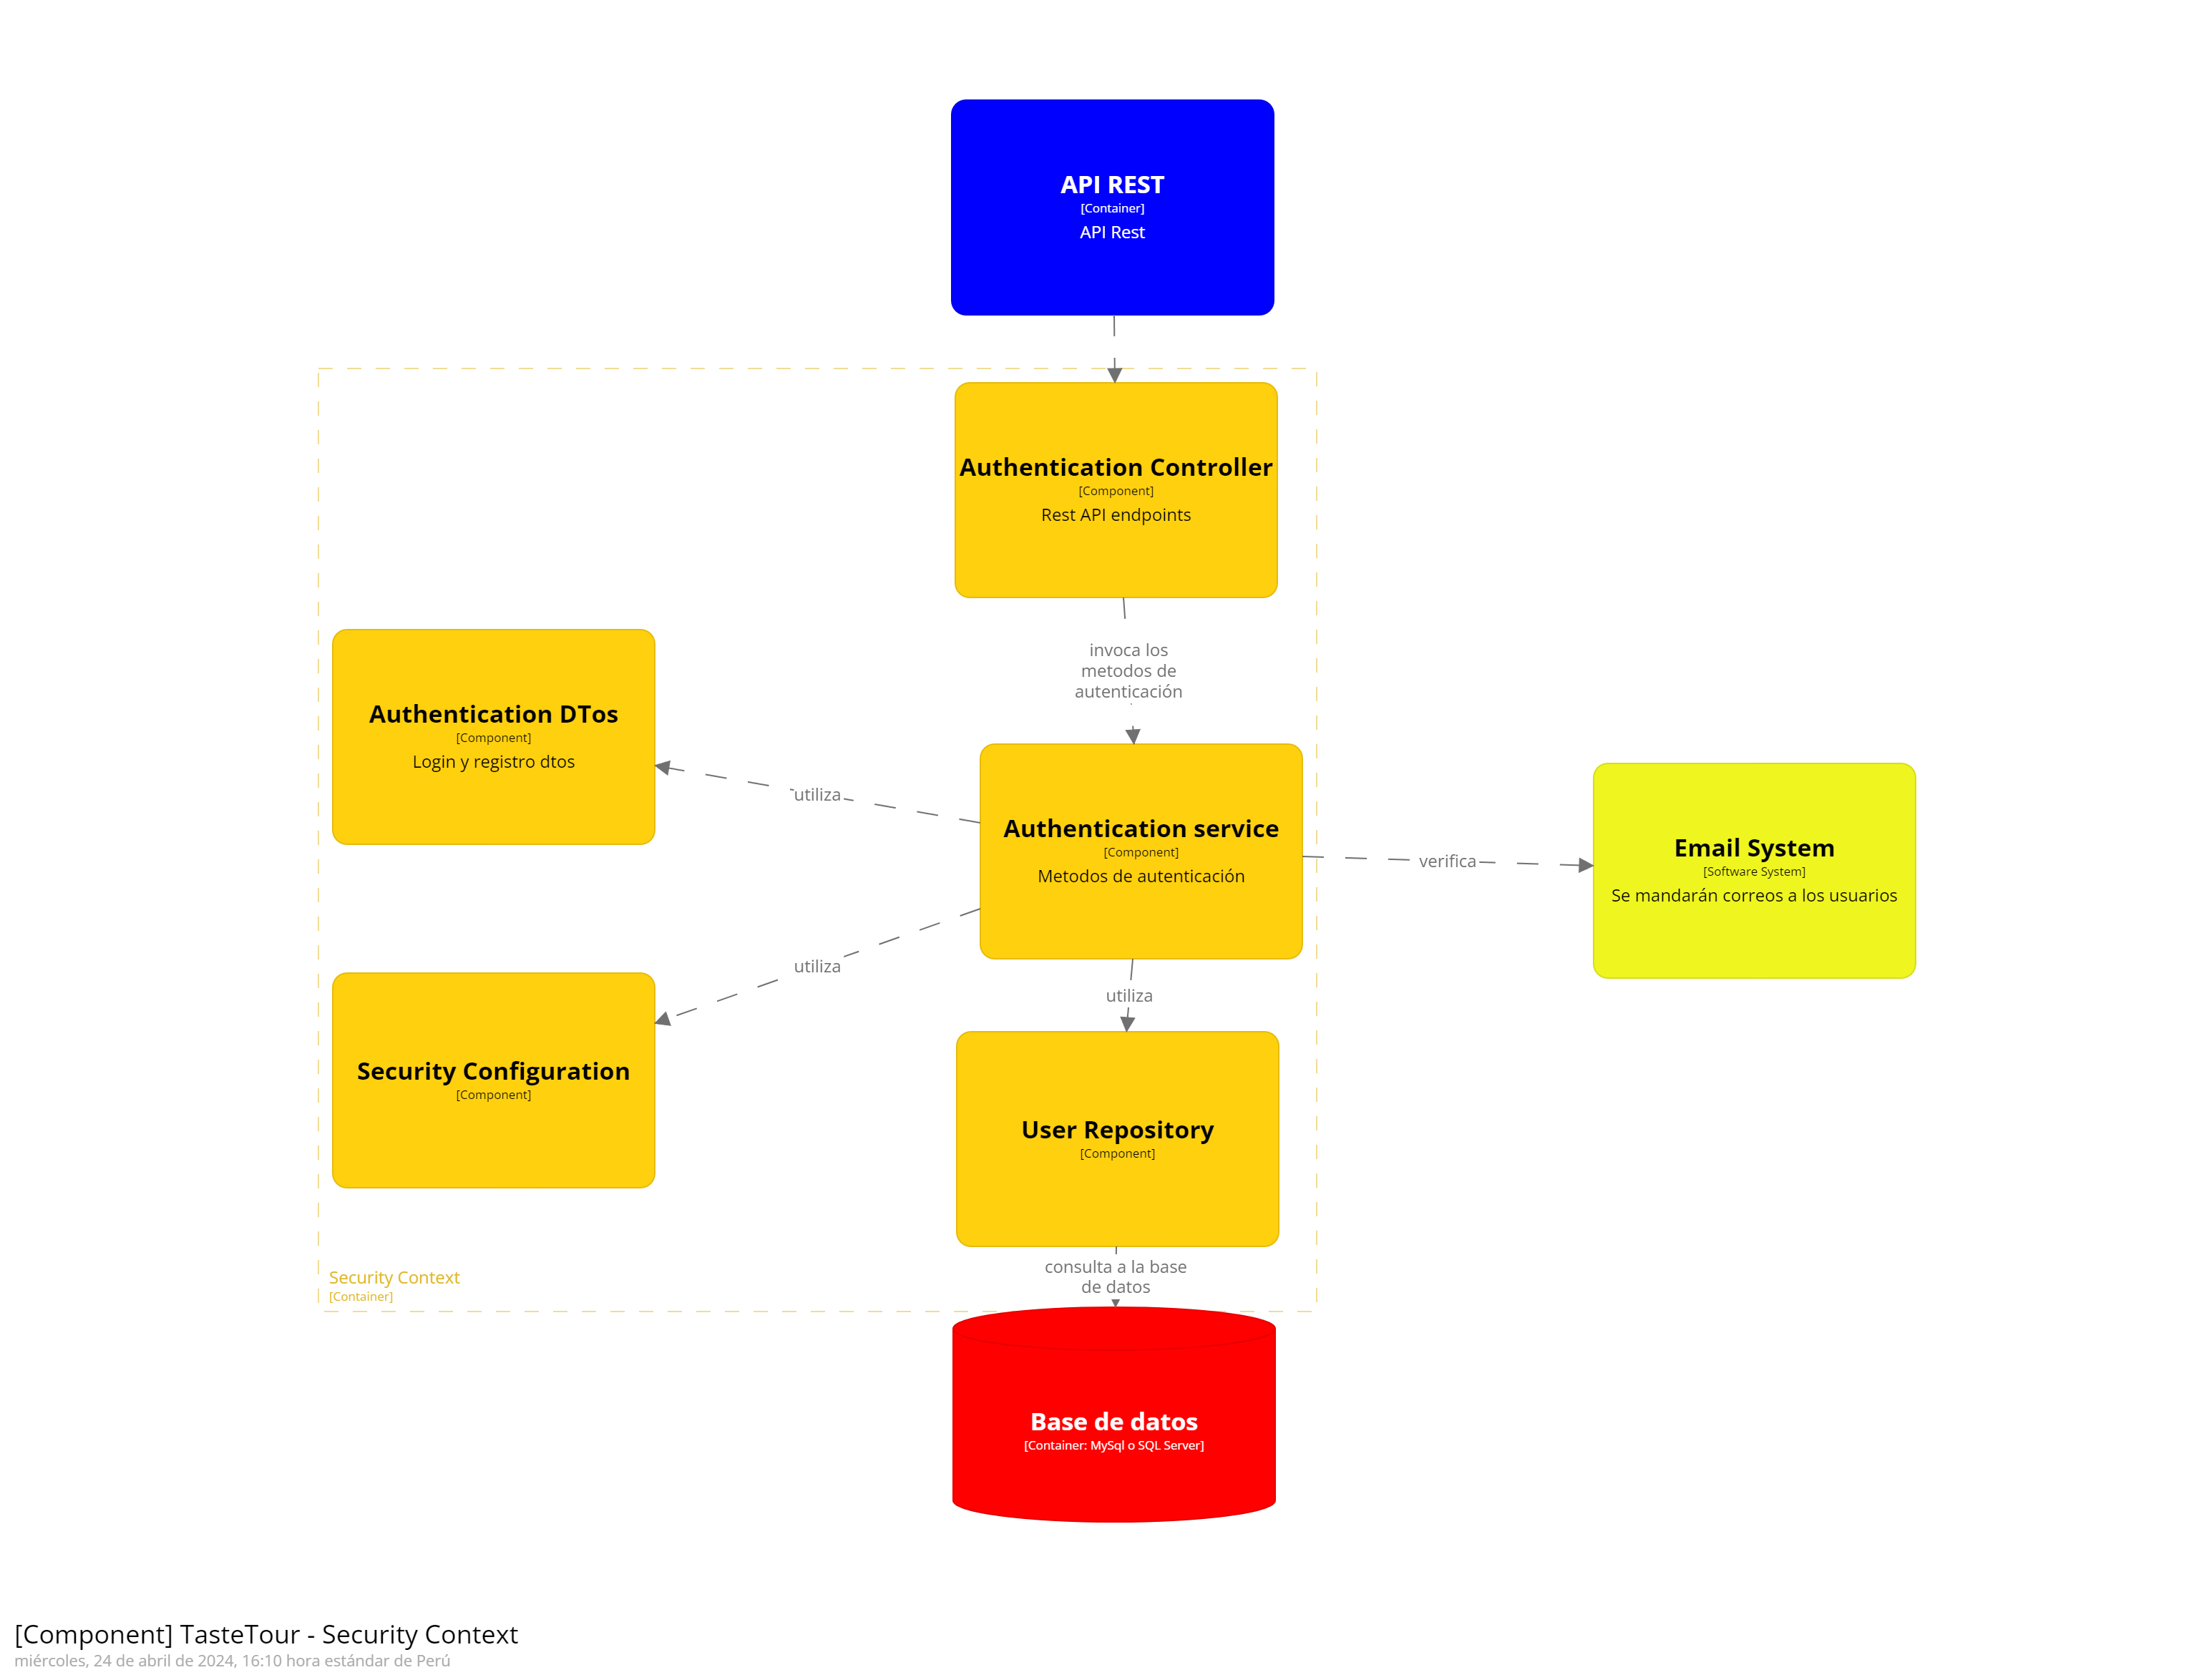 API REST
[Container]
API Rest
Authentication Controller
[Component]
Rest API endpoints
invoca los
metodos de
autenticación
Authentication DTos
[Component]
Login y registro dtos
utiliza
Authentication service
[Component]
Metodos de autenticación
verifica
Email System
[Software System]
Se mandarán correos a los usuarios
utiliza
utiliza
Security Configuration
[Component]
User Repository
[Component]
consulta a la base
de datos
Security Context
[Container]
Base de datos
[Container: MySql o SQL Server]
[Component] TasteTour - Security Context
miércoles, 24 de abril de 2024, 16:10 hora estándar de Perú